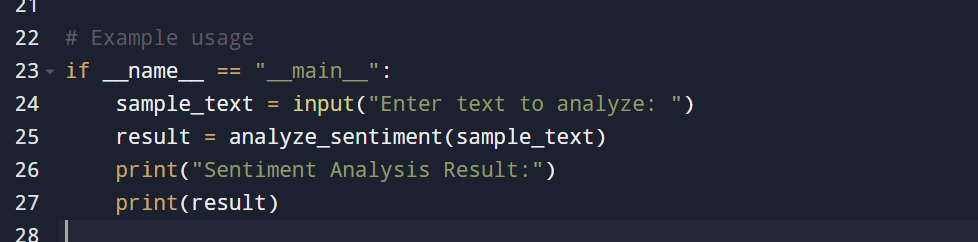 21
22 # Example usage
23 if __name__ == "__main__":
24     sample_text = input("Enter text to analyze: ")
25     result = analyze_sentiment(sample_text)
26     print("Sentiment Analysis Result:")
27     print(result)
28